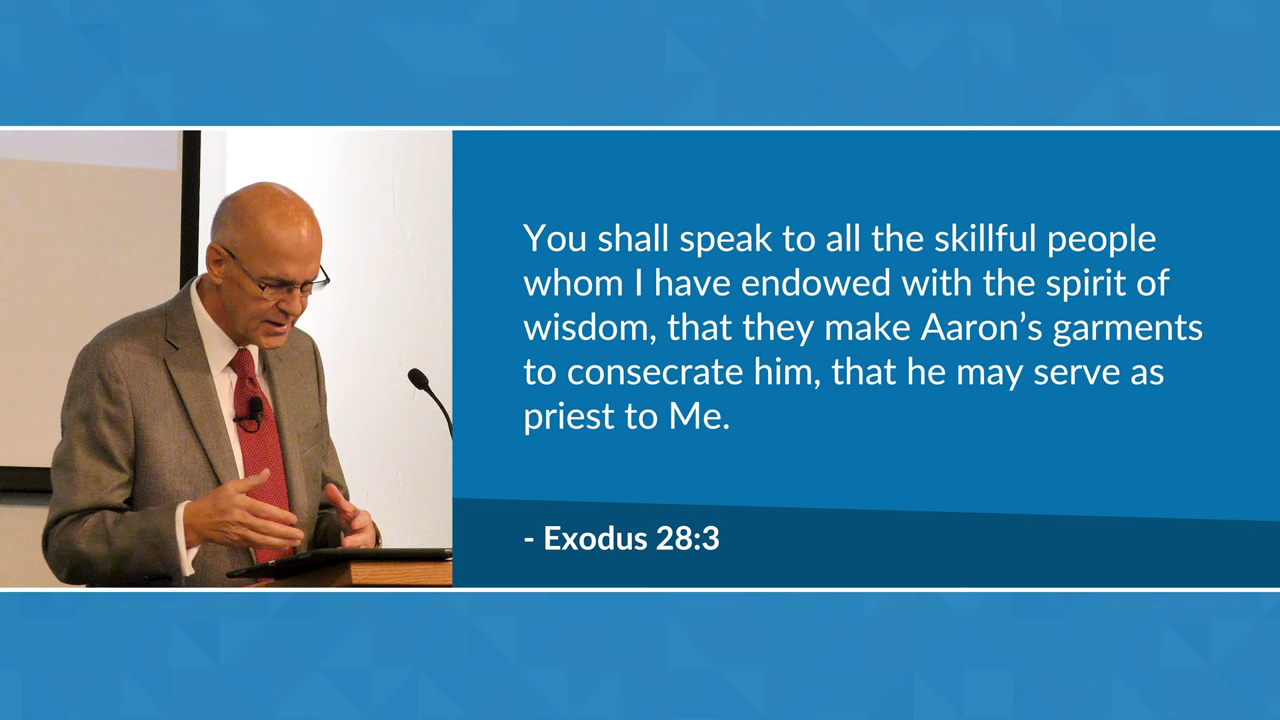 You shall speak to all the skillful people
whom I have endowed with the spirit of
wisdom, that they make Aaron’s garments
to consecrate him, that he may serve as
priest to Me.
- Exodus 28:3